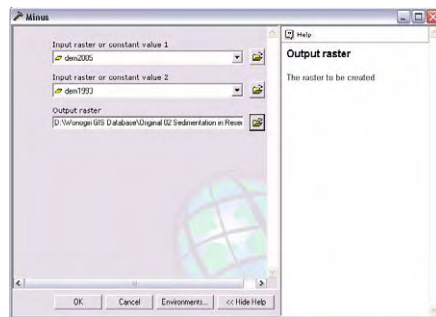 Minus
Input raster or constant value 1
dem2005
Input raster or constant value 2
dem1993
Output raster
D:\Wonogiri GIS Database\Original 02 Sedimentation in Reser
OK
Cancel
Environments...
<< Hide Help
Help
Output raster
The raster to be created.